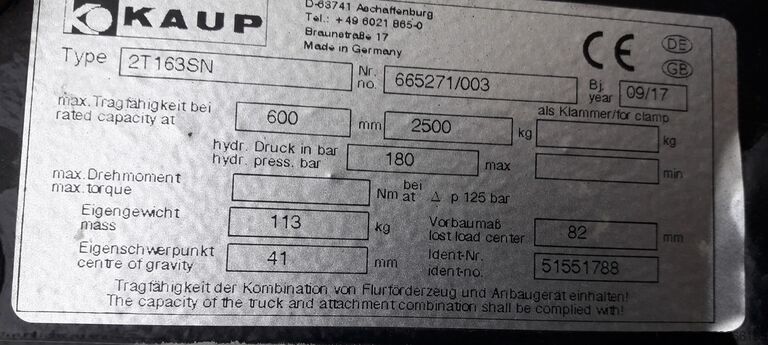 KAUP
D-63741 Aschaffenburg
Tel.: +49 6021 865-0
Braunstraße 17
Made in Germany
CE DE GB
Type 2T163SN Nr. no. 665271/003 Bj. year 09/17
max. Tragfähigkeit bei rated capacity at 600 mm 2500 kg als Klammer/for clamp kg
hydr. Druck in bar hydr. press. bar 180 max min
max. Drehmoment max. torque Nm bei at Δ p 125 bar
Eigengewicht mass 113 kg Vorbaumaß lost load center 82 mm
Eigenschwerpunkt centre of gravity 41 mm Ident-Nr. ident-no. 51551788
Tragfähigkeit der Kombination von Flurförderzeug und Anbaugerät einhalten!
The capacity of the truck and attachment combination shall be complied with!